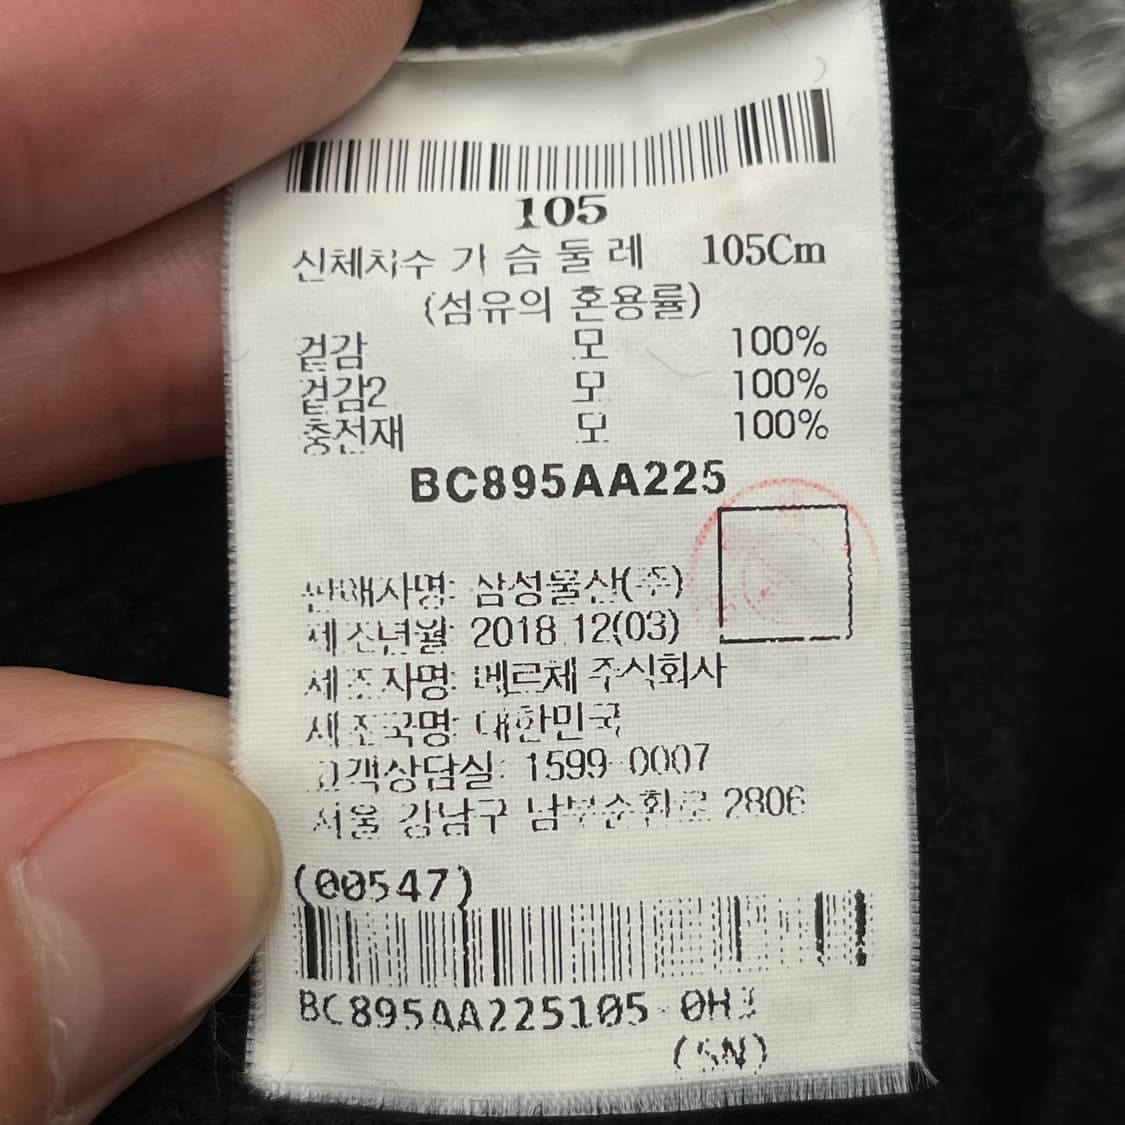 105
신체치수 가 슴 둘 레 105Cm
(섬유의 혼용률)
겉감 모 100%
겉감2 모 100%
충전재 모 100%
BC895AA225
판매자명: 삼성물산(주)
제조년월: 2018.12(03)
제조자명: 베르체 주식회사
제조국명: 대한민국
고객상담실: 1599-0007
서울 강남구 남부순환로 2806
(00547)
BC895AA225105
(SN)